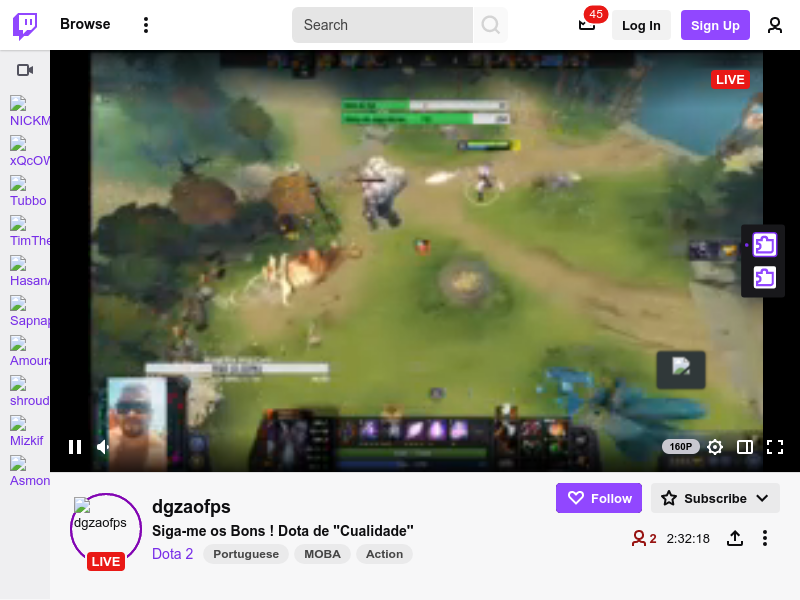 Browse
Search
45
Log In
Sign Up
LIVE
NICKM
xQcOW
Tubbo
TimThe
HasanA
Sapnap
Amoura
shroud
Mizkif
Asmon
160P
dgzaofps
LIVE
dgzaofps
Siga-me os Bons ! Dota de "Cualidade"
Dota 2
Portuguese
MOBA
Action
Follow
Subscribe
2
2:32:18